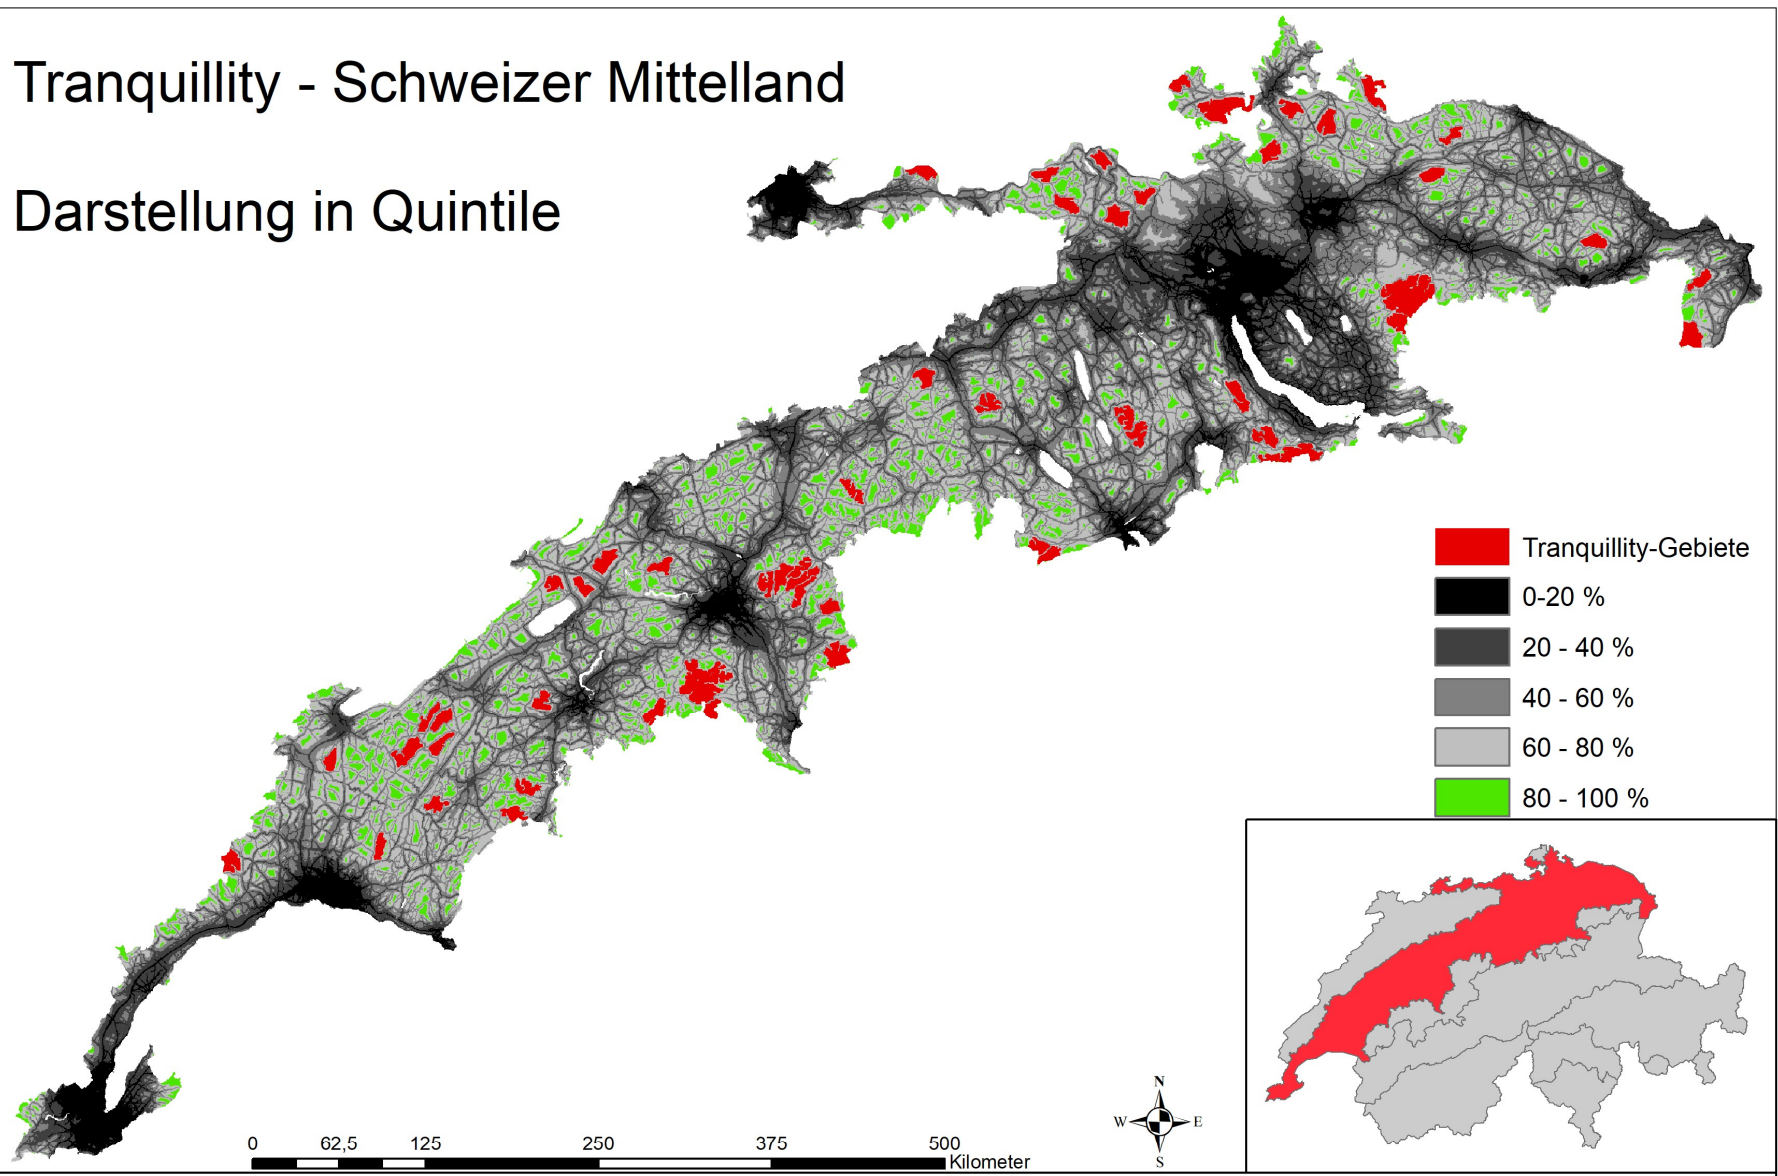 Tranquillity - Schweizer Mittelland
Darstellung in Quintile
Tranquillity-Gebiete
0-20 %
20 - 40 %
40 - 60 %
60 - 80 %
80 - 100 %
N
W E
S
0 62,5 125 250 375 500
Kilometer